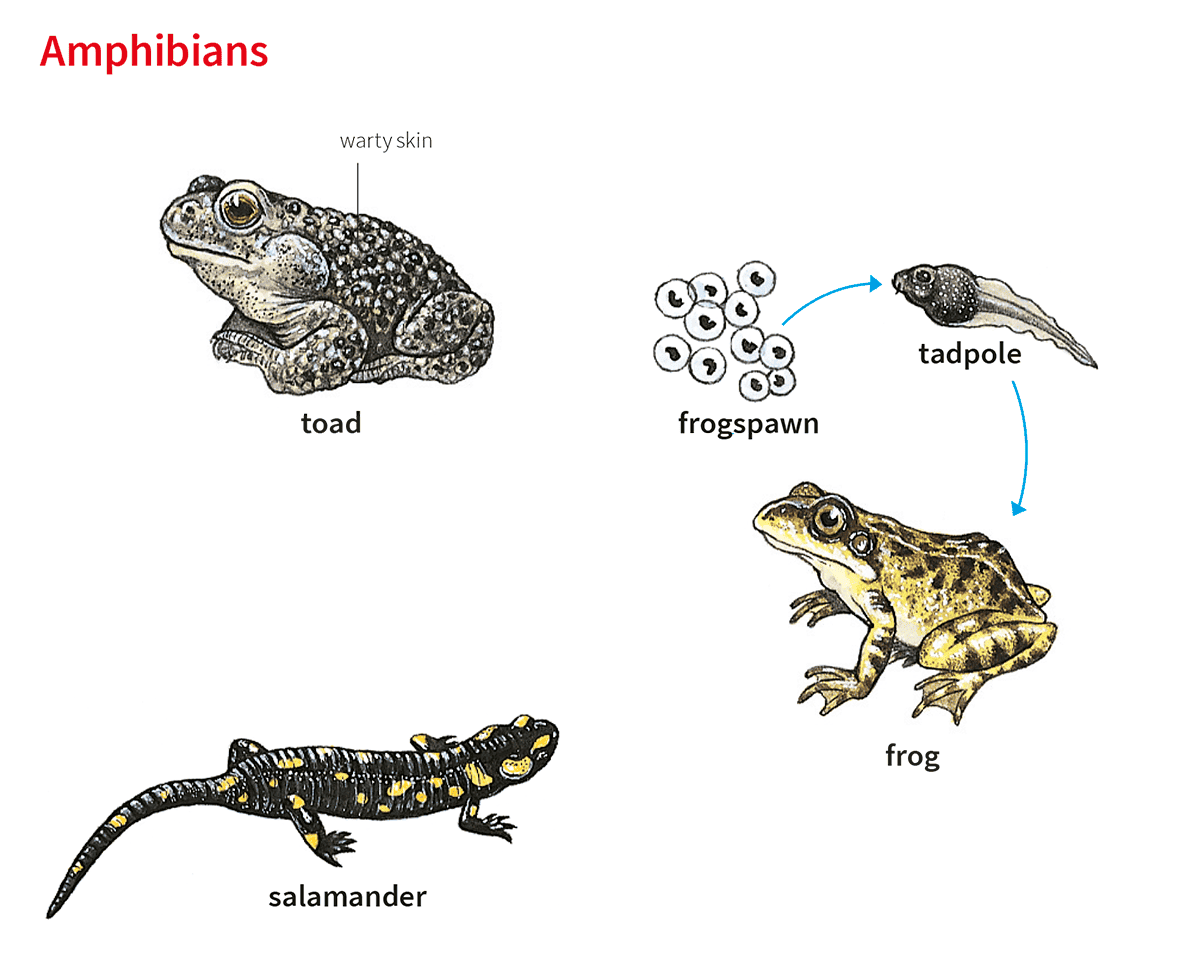 Amphibians
warty skin
toad
frogspawn
tadpole
frog
salamander